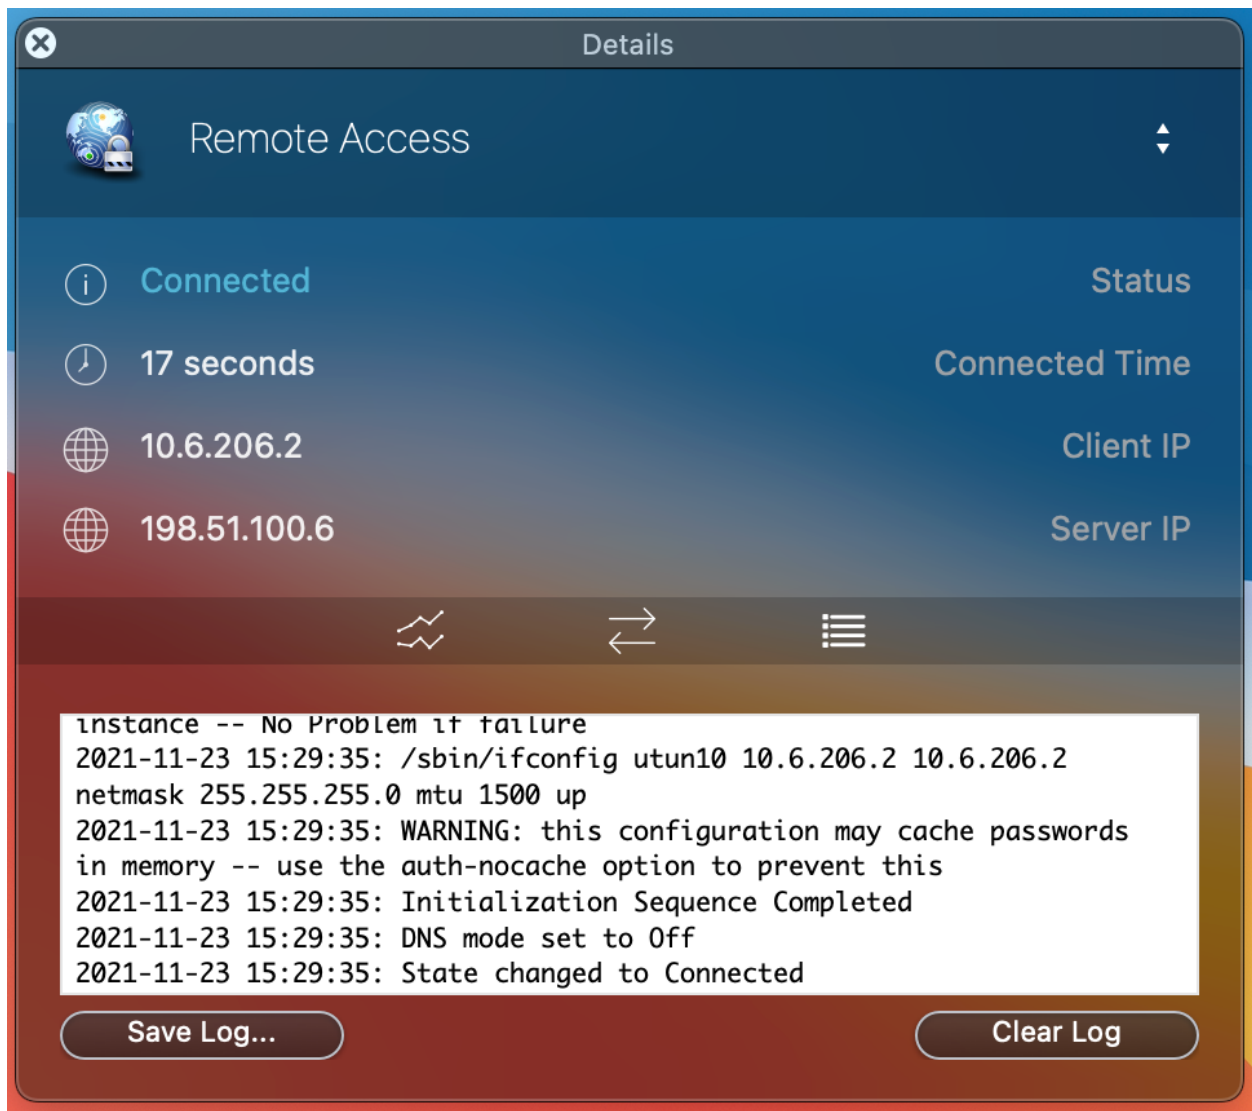 Details
Remote Access
Connected Status
17 seconds Connected Time
10.6.206.2 Client IP
198.51.100.6 Server IP
instance -- No Problem if failure
2021-11-23 15:29:35: /sbin/ifconfig utun10 10.6.206.2 10.6.206.2
netmask 255.255.255.0 mtu 1500 up
2021-11-23 15:29:35: WARNING: this configuration may cache passwords
in memory -- use the auth-nocache option to prevent this
2021-11-23 15:29:35: Initialization Sequence Completed
2021-11-23 15:29:35: DNS mode set to Off
2021-11-23 15:29:35: State changed to Connected
Save Log... Clear Log